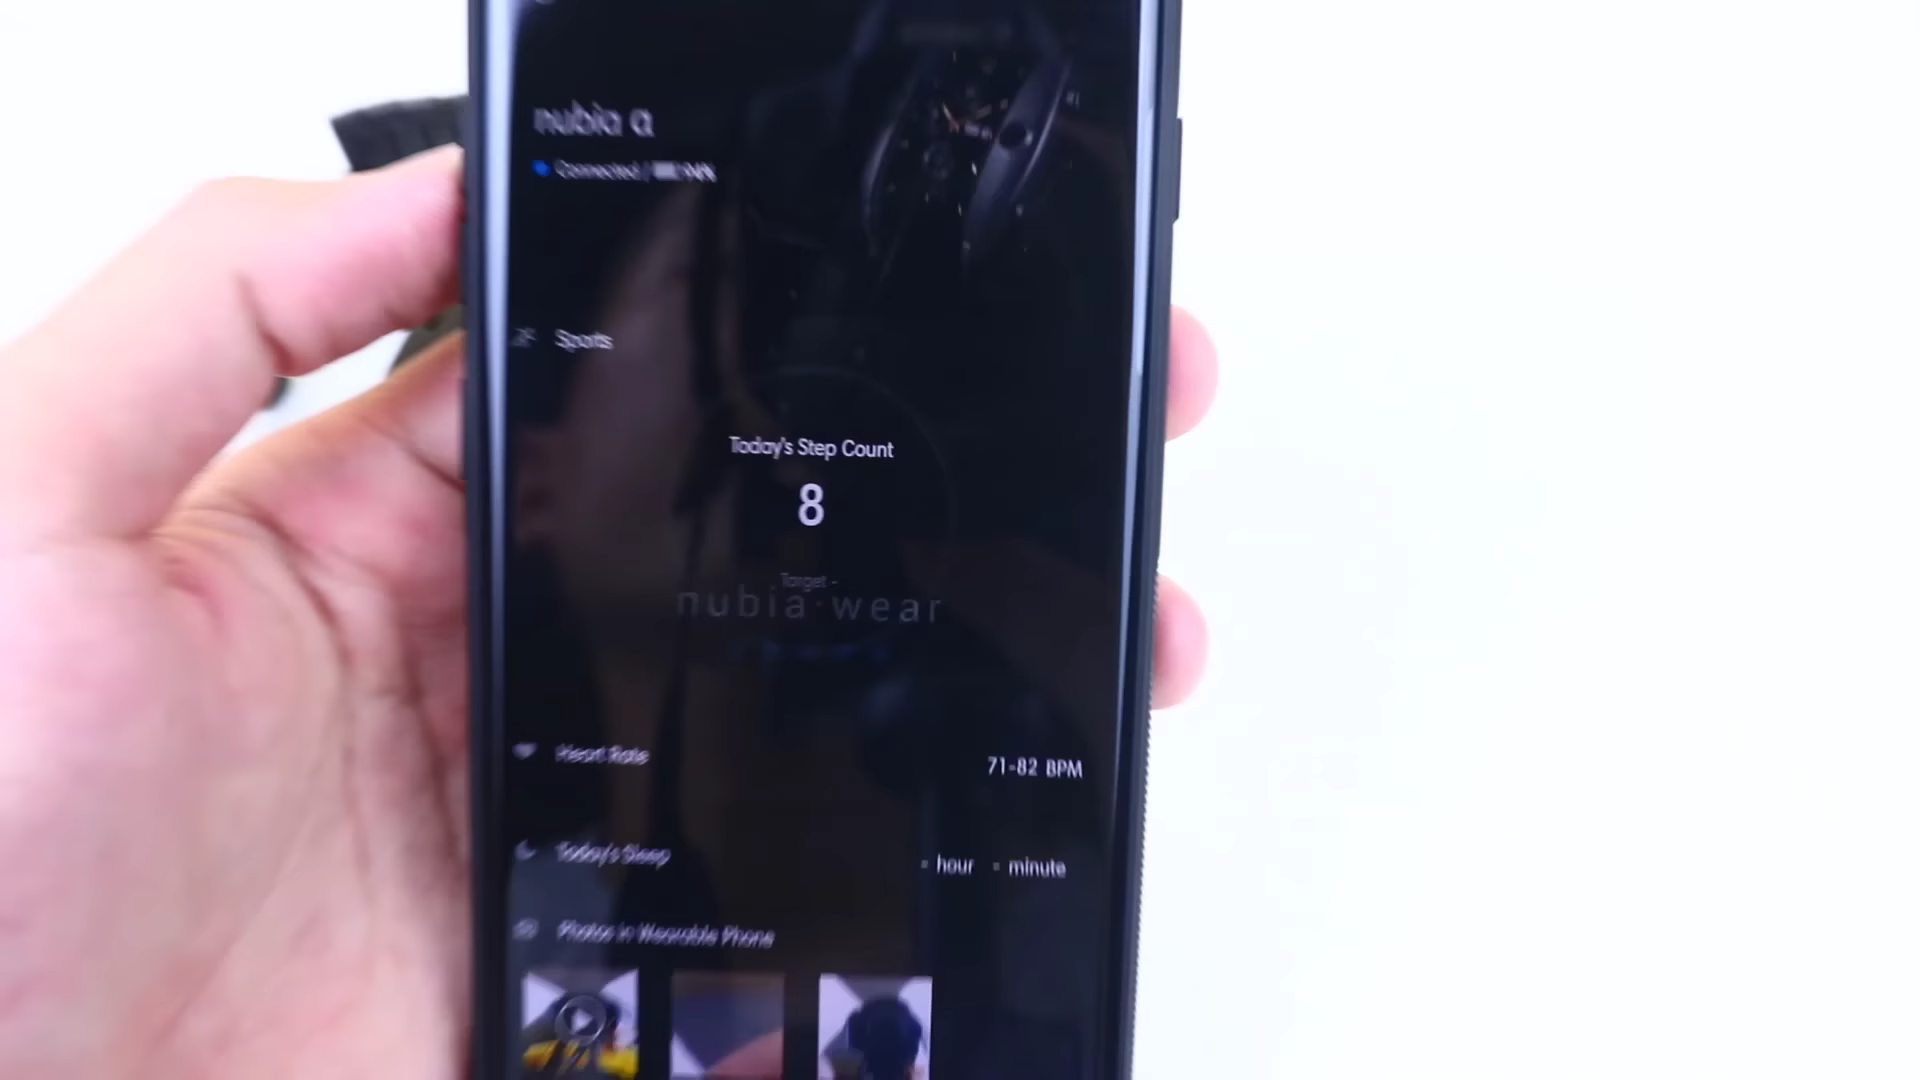 nubia α
Connected | 94%
Sports
Today's Step Count
8
Target -
nubia wear
Heart Rate
71-82 BPM
Today's Sleep
- hour - minute
Photos in Wearable Phone